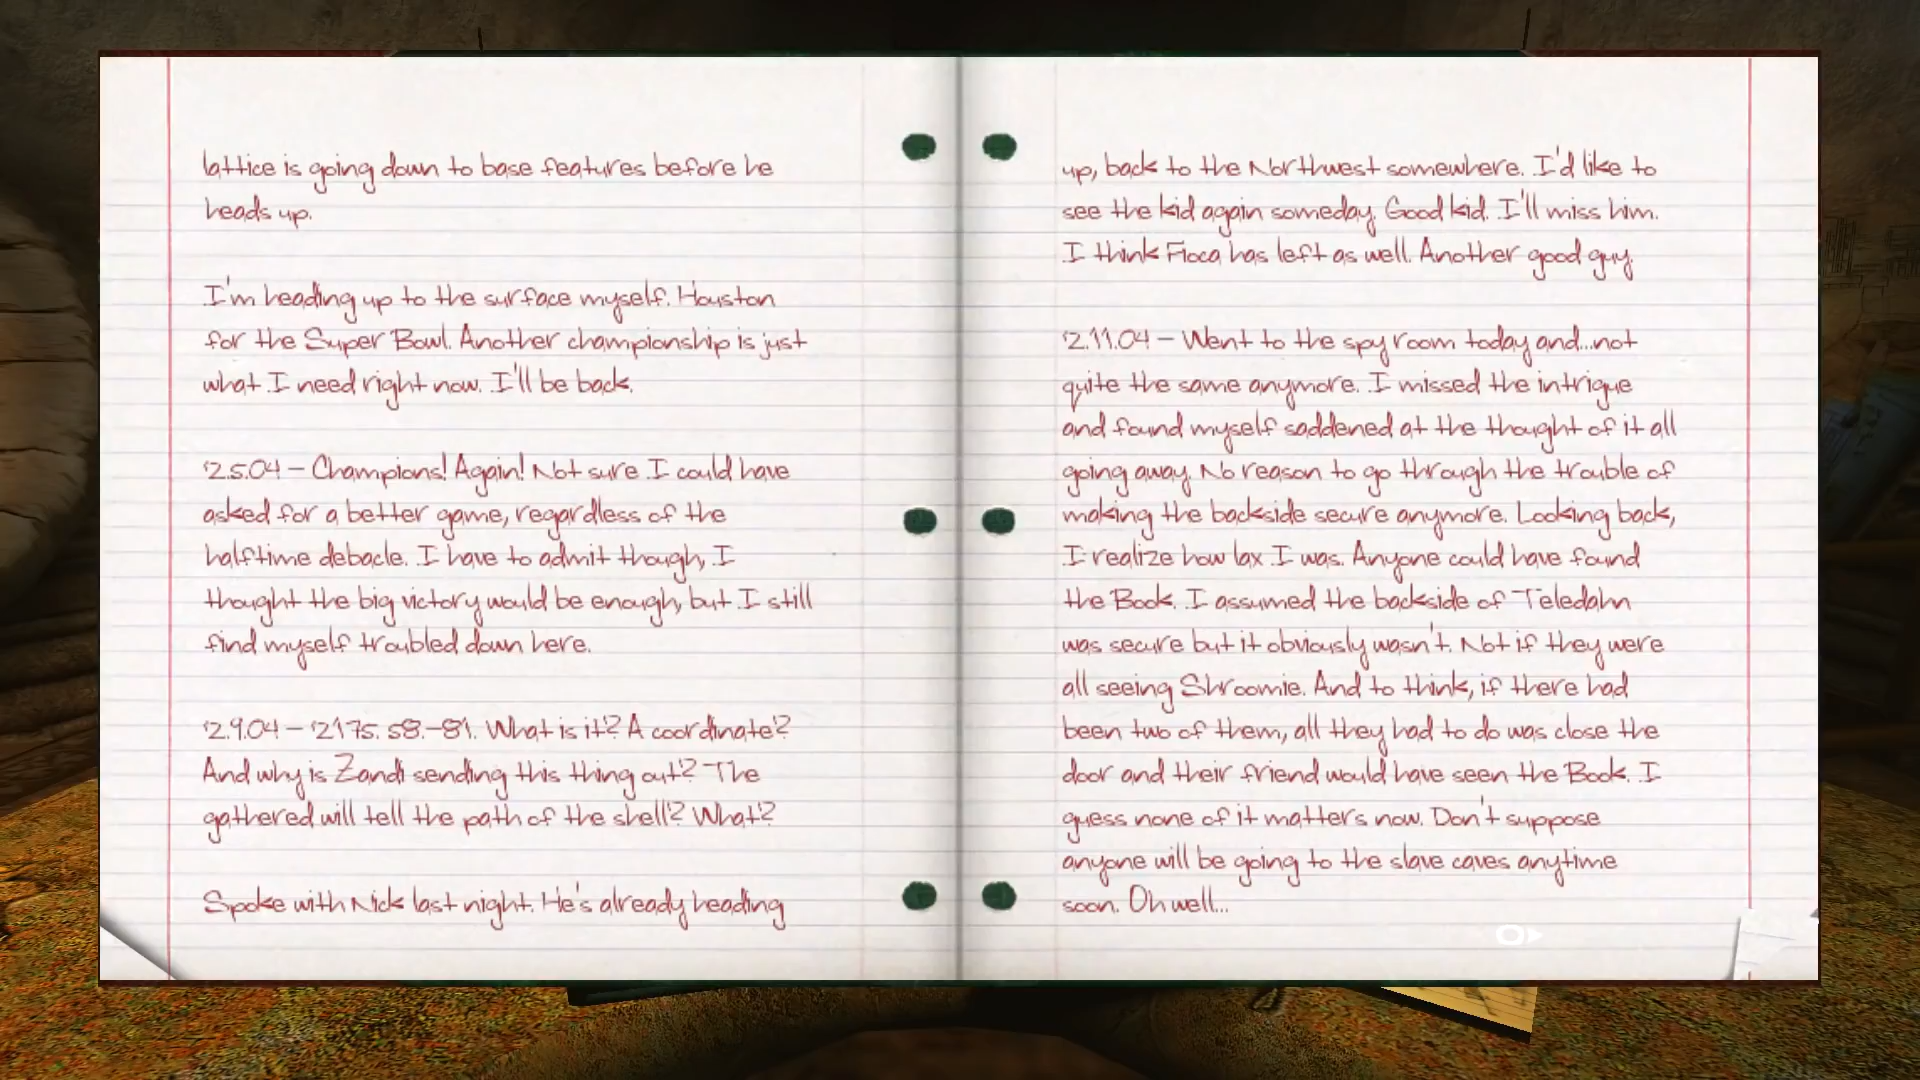 lattice is going down to base features before he
heads up.
I'm heading up to the surface myself. Houston
for the Super Bowl. Another championship is just
what I need right now. I'll be back.
2.5.04 – Champions! Again! Not sure I could have
asked for a better game, regardless of the
halftime debacle. I have to admit though, I
thought the big victory would be enough, but I still
find myself troubled down here.
2.9.04 – 2175. 58.-81. What is it? A coordinate?
And why is Zandi sending this thing out? The
gathered will tell the path of the shell? What?
Spoke with Nick last night. He's already heading
up, back to the Northwest somewhere. I'd like to
see the kid again someday. Good kid. I'll miss him.
I think Fioca has left as well. Another good guy.
2.11.04 – Went to the spy room today and...not
quite the same anymore. I missed the intrigue
and found myself saddened at the thought of it all
going away. No reason to go through the trouble of
making the backside secure anymore. Looking back,
I realize how lax I was. Anyone could have found
the Book. I assumed the backside of Teledahn
was secure but it obviously wasn't. Not if they were
all seeing Shroomie. And to think, if there had
been two of them, all they had to do was close the
door and their friend would have seen the Book. I
guess none of it matters now. Don't suppose
anyone will be going to the slave caves anytime
soon. Oh well...